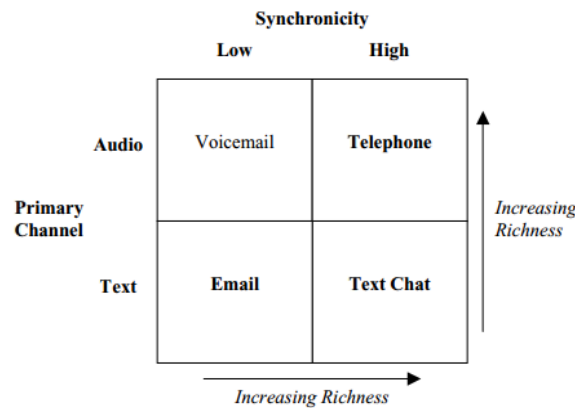 Synchronicity
Low High
Audio Voicemail Telephone
Primary
Channel
Increasing
Richness
Text Email Text Chat
Increasing Richness